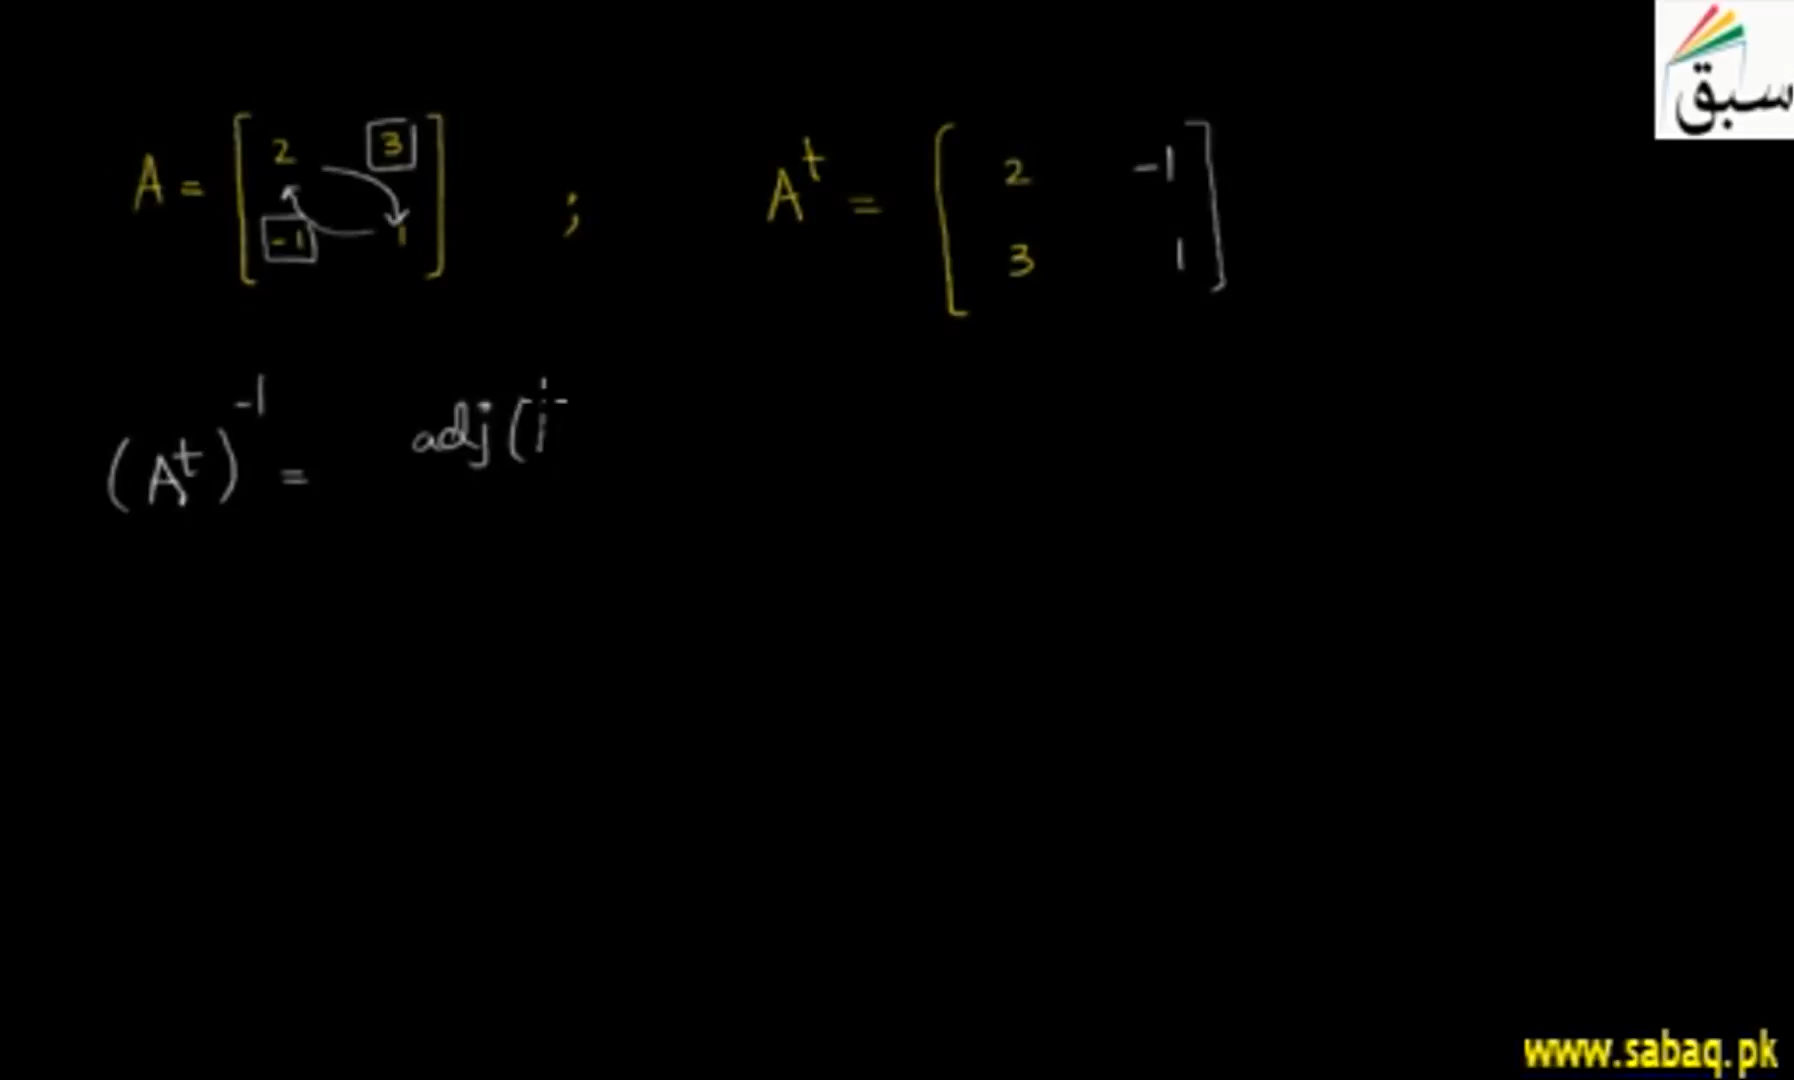 سبق
A = [ 2 3 ; A^t = [ 2 -1
-1 1 ] 3 1 ]
(A^t)^-1 = adj(
www.sabaq.pk